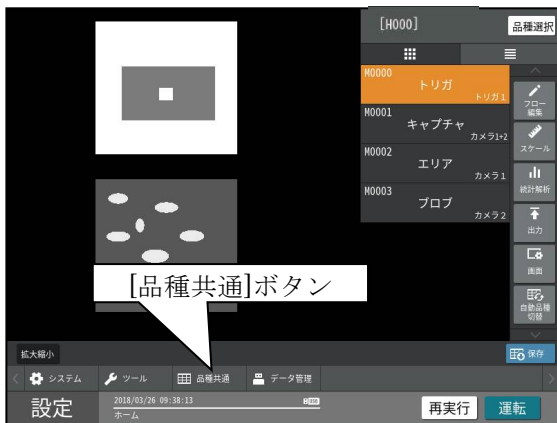 [H000]
品種選択
M0000
トリガ
トリガ1
M0001
キャプチャ
カメラ1+2
M0002
エリア
カメラ1
M0003
ブロブ
カメラ2
フロー
編集
スケール
統計解析
出力
画面
自動品種
切替
[品種共通]ボタン
拡大縮小
保存
システム
ツール
品種共通
データ管理
設定
2018/03/26 09:38:13
ホーム
再実行
運転